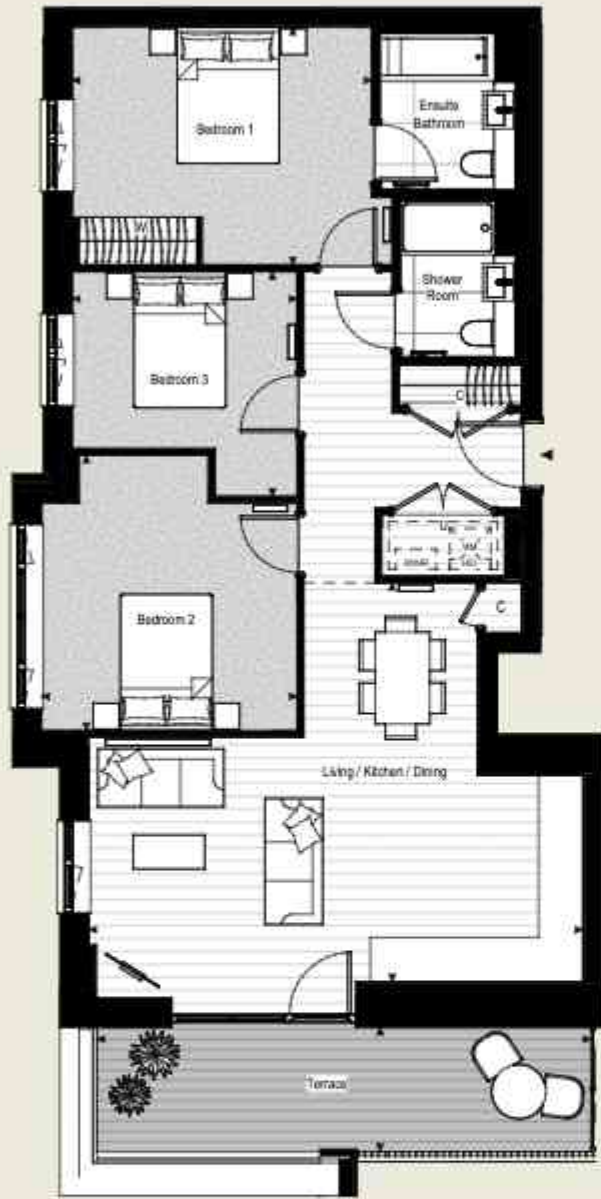 Bedroom 1
Ensuite
Bathroom
W
Shower
Room
Bedroom 3
C
C
Bedroom 2
Living / Kitchen / Dining
Terrace